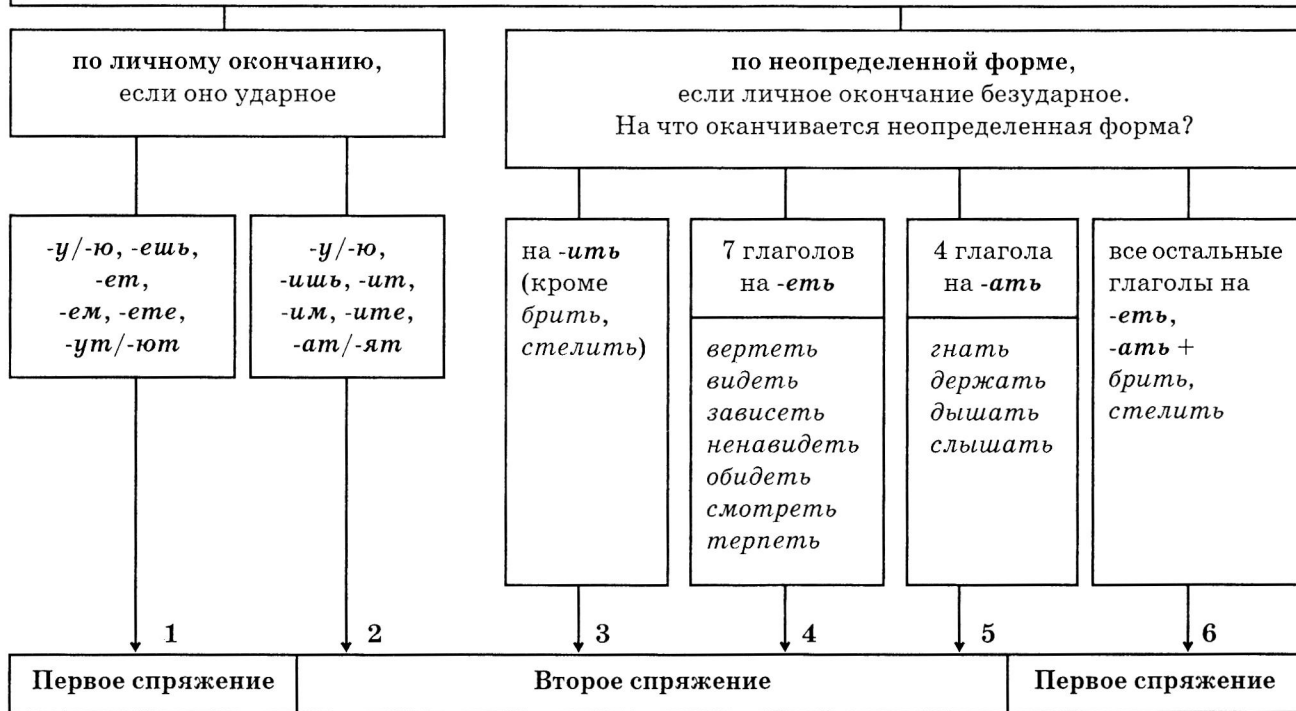 по личному окончанию,
если оно ударное
по неопределенной форме,
если личное окончание безударное.
На что оканчивается неопределенная форма?
-у/-ю, -ешь,
-ет,
-ем, -ете,
-ут/-ют
-у/-ю,
-ишь, -ит,
-им, -ите,
-ат/-ят
на -ить
(кроме
брить,
стелить)
7 глаголов
на -еть
вертеть
видеть
зависеть
ненавидеть
обидеть
смотреть
терпеть
4 глагола
на -ать
гнать
держать
дышать
слышать
все остальные
глаголы на
-еть,
-ать +
брить,
стелить
1 2 3 4 5 6
Первое спряжение Второе спряжение Первое спряжение